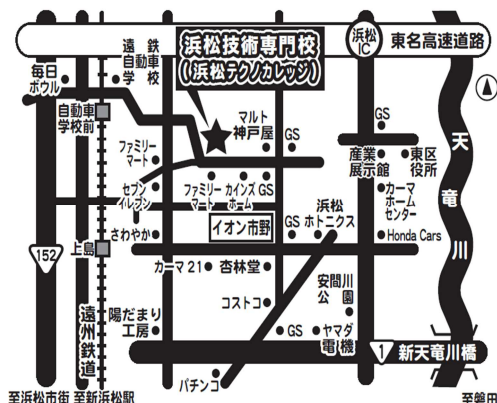 浜松技術専門校
（浜松テクノカレッジ）
浜松
IC
東名高速道路
遠鉄
自動車
学校
毎日
ボウル
自動車
学校前
マルト
神戸屋
GS
GS
産業
展示館
東区
役所
天竜川
ファミリー
マート
セブン
イレブン
ファミリー
マート
カインズ
ホーム
GS
カーマ
ホーム
センター
浜松
ホトニクス
イオン市野
GS
Honda Cars
さわやか
152
上島
カーマ 21
杏林堂
安間川
公園
コストコ
遠州鉄道
陽だまり
工房
GS
ヤマダ
電機
1
新天竜川橋
パチンコ
至浜松市街
至新浜松駅
至磐田